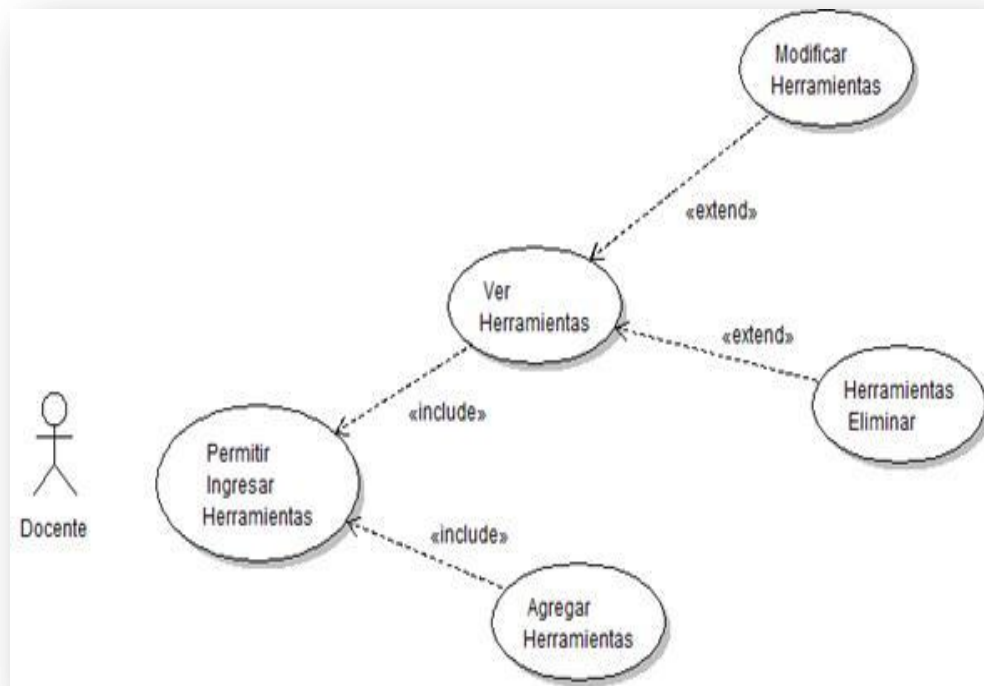 Modificar
Herramientas
«extend»
Ver
Herramientas
«extend»
Herramientas
Eliminar
«include»
Permitir
Ingresar
Herramientas
Docente
«include»
Agregar
Herramientas